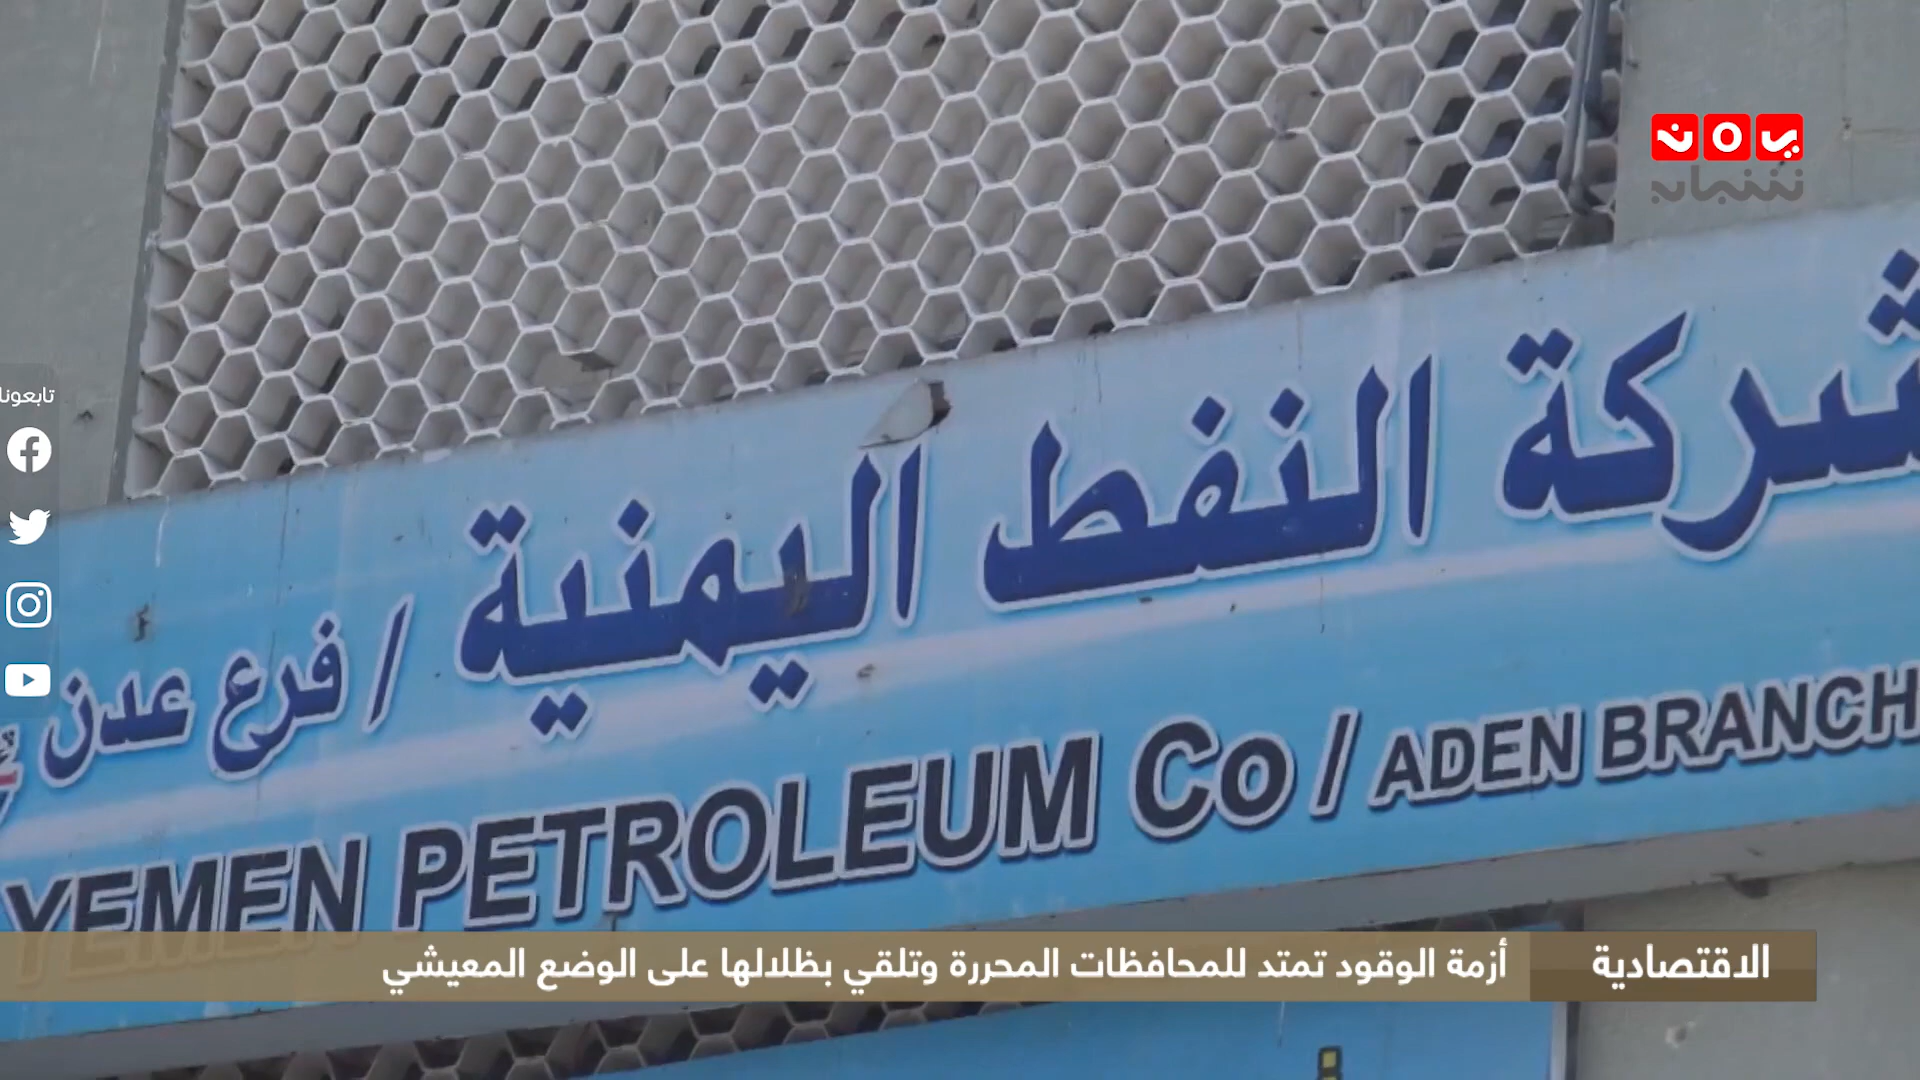 يمن
شباب
تابعونا
شركة النفط اليمنية / فرع عدن
YEMEN PETROLEUM Co / ADEN BRANCH
الاقتصادية
أزمة الوقود تمتد للمحافظات المحررة وتلقي بظلالها على الوضع المعيشي